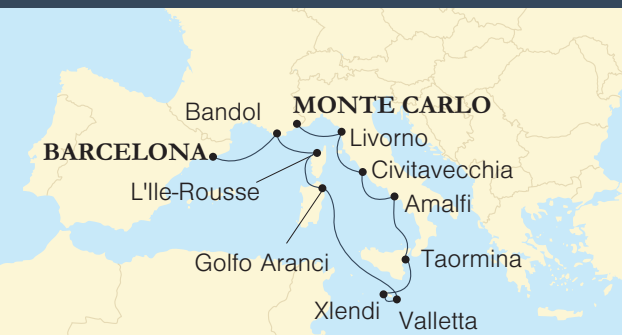 MONTE CARLO
Bandol
Livorno
BARCELONA
Civitavecchia
L'Ile-Rousse
Amalfi
Golfo Aranci
Taormina
Xlendi
Valletta